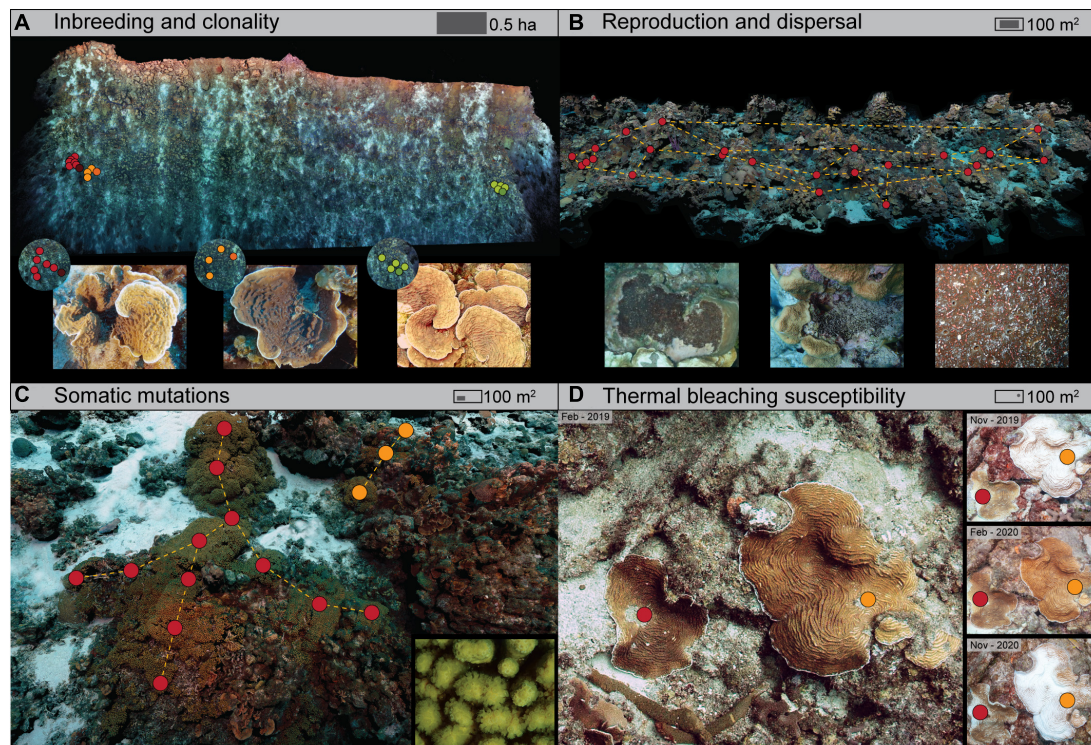 A Inbreeding and clonality 0.5 ha
B Reproduction and dispersal 100 m²
C Somatic mutations 100 m²
D Thermal bleaching susceptibility 100 m²
Feb - 2019
Nov - 2019
Feb - 2020
Nov - 2020